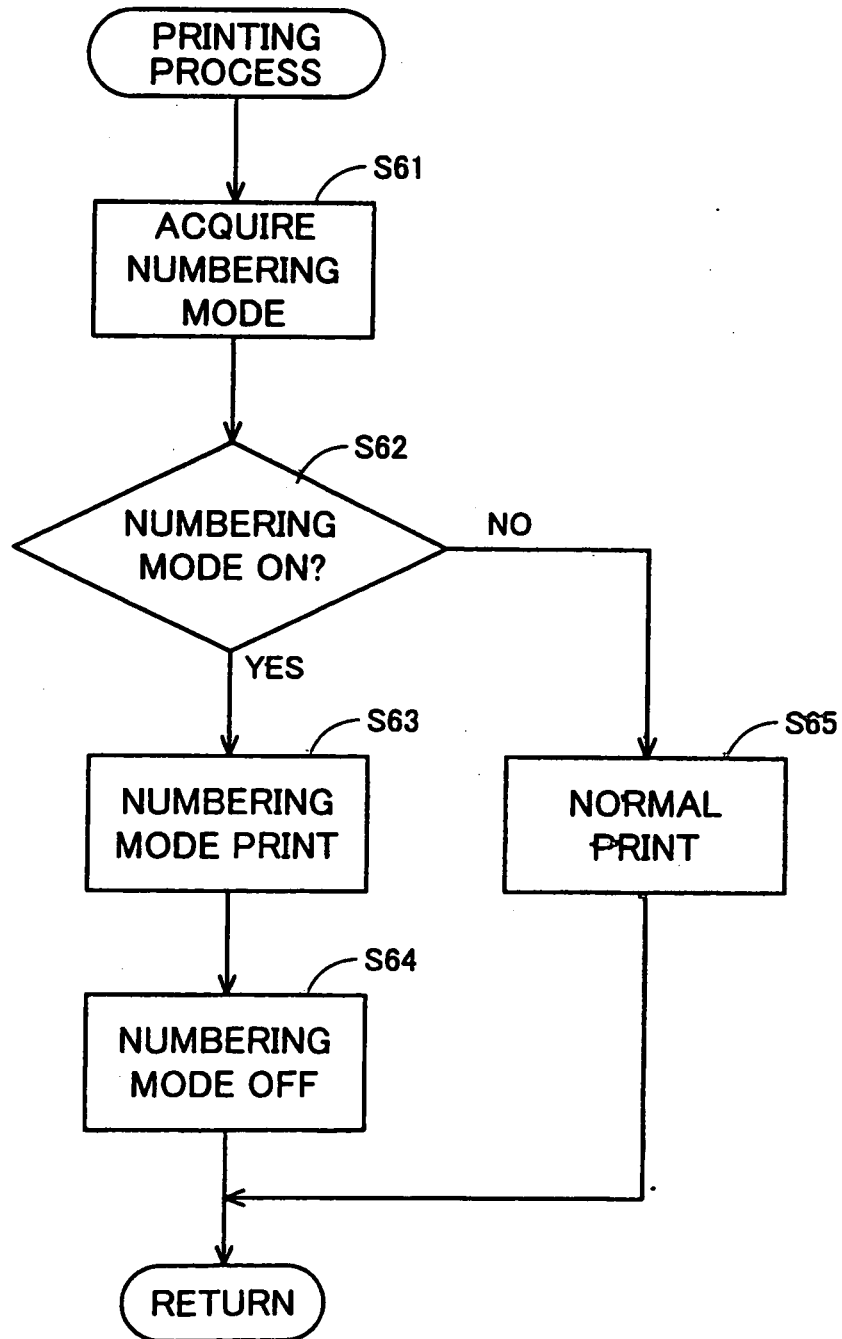 PRINTING
PROCESS
S61
ACQUIRE
NUMBERING
MODE
S62
NUMBERING
MODE ON?
NO
YES
S63
NUMBERING
MODE PRINT
S65
NORMAL
PRINT
S64
NUMBERING
MODE OFF
RETURN